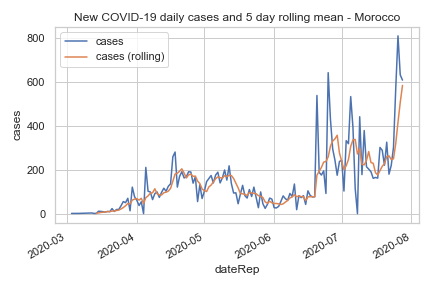 New COVID-19 daily cases and 5 day rolling mean - Morocco
cases
cases (rolling)
800
600
400
200
0
cases
2020-03
2020-04
2020-05
2020-06
2020-07
2020-08
dateRep